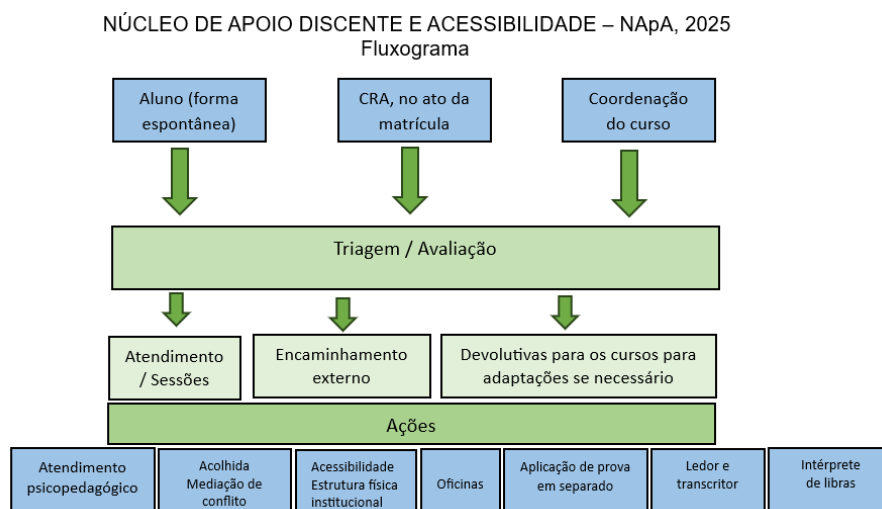 NÚCLEO DE APOIO DISCENTE E ACESSIBILIDADE – NApA, 2025
Fluxograma
Aluno (forma
espontânea)
CRA, no ato da
matrícula
Coordenação
do curso
Triagem / Avaliação
Atendimento
/ Sessões
Encaminhamento
externo
Devolutivas para os cursos para
adaptações se necessário
Ações
Atendimento
psicopedagógico
Acolhida
Mediação de
conflito
Acessibilidade
Estrutura física
institucional
Oficinas
Aplicação de prova
em separado
Ledor e
transcritor
Intérprete
de libras